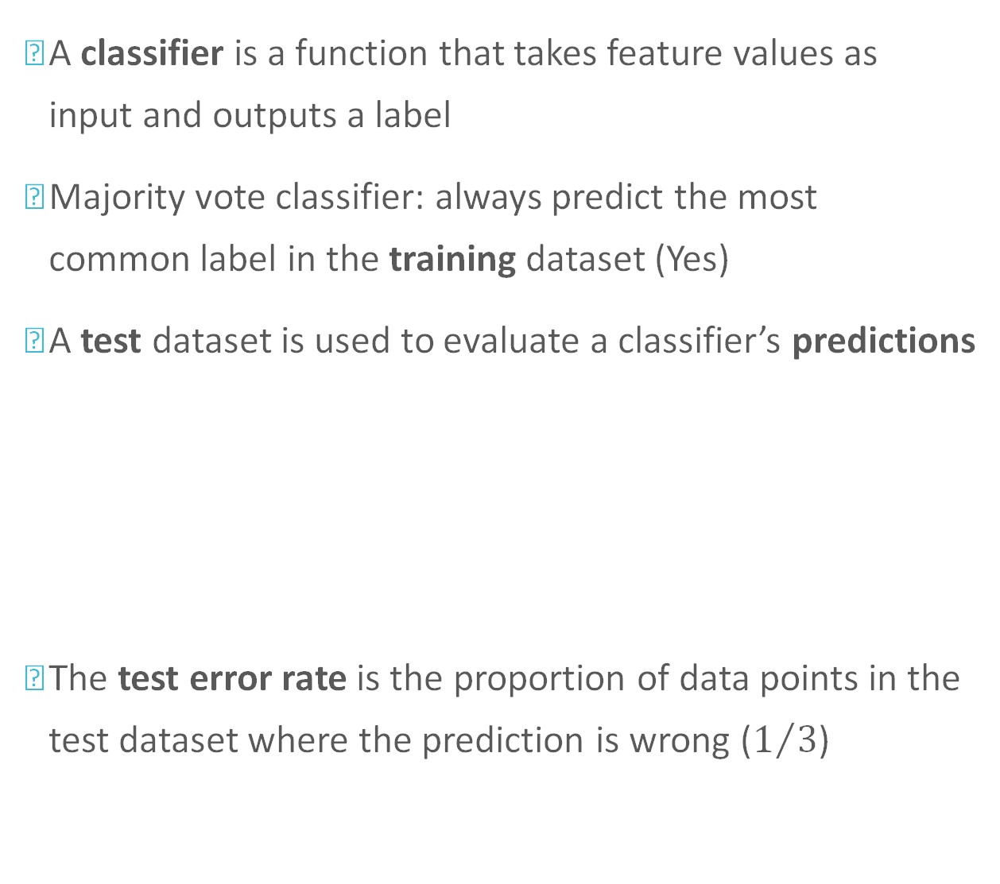 A classifier is a function that takes feature values as
input and outputs a label
Majority vote classifier: always predict the most
common label in the training dataset (Yes)
A test dataset is used to evaluate a classifier’s predictions
The test error rate is the proportion of data points in the
test dataset where the prediction is wrong (1/3)